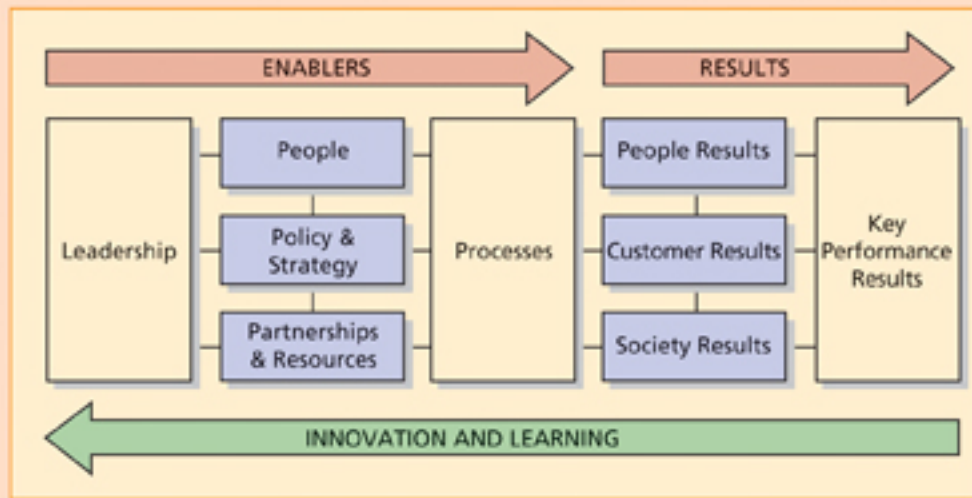 ENABLERS
RESULTS
Leadership
People
Policy &
Strategy
Partnerships
& Resources
Processes
People Results
Customer Results
Society Results
Key
Performance
Results
INNOVATION AND LEARNING